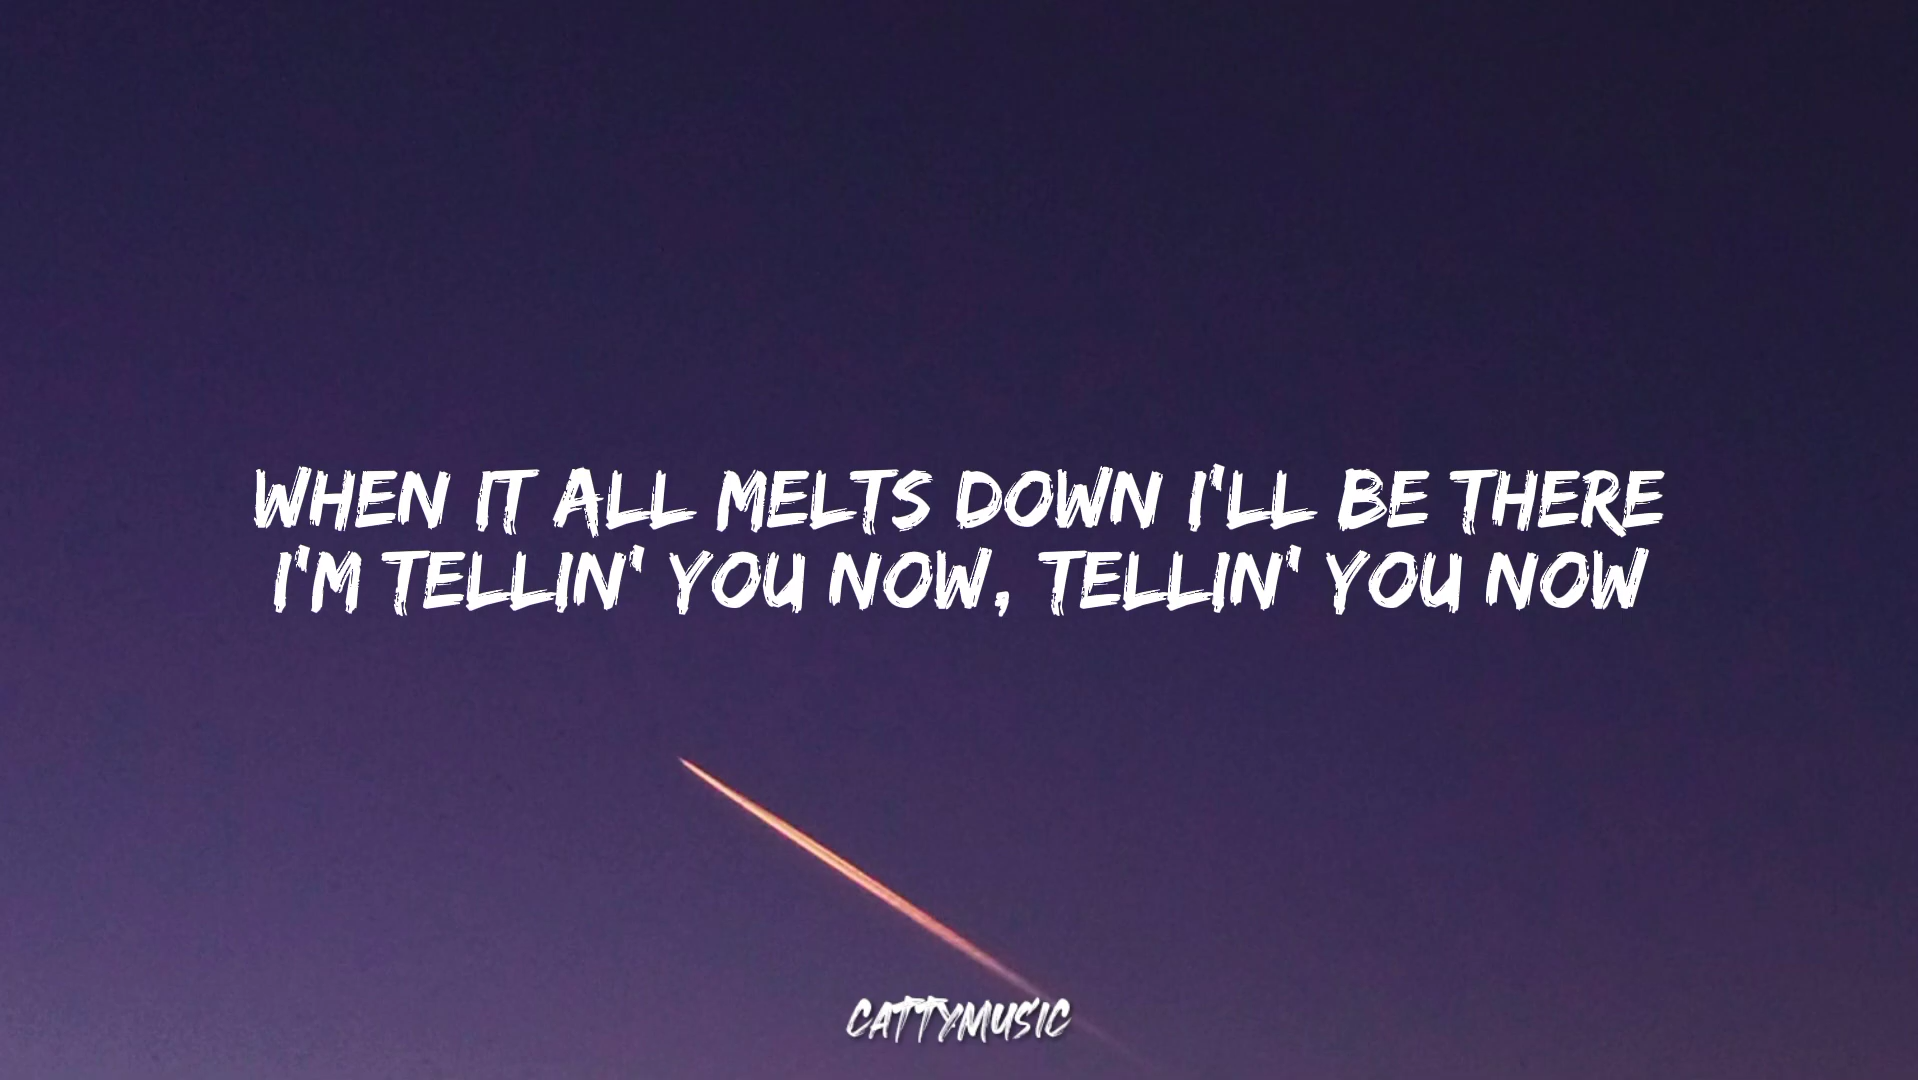 WHEN IT ALL MELTS DOWN I'LL BE THERE
I'M TELLIN' YOU NOW, TELLIN' YOU NOW
CATTYMUSIC